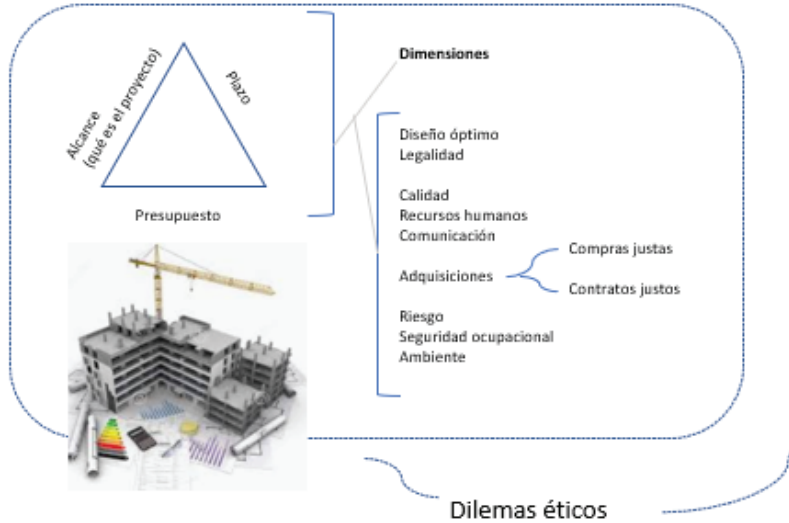 Alcance
(qué es el proyecto)
Plazo
Presupuesto
Dimensiones
Diseño óptimo
Legalidad
Calidad
Recursos humanos
Comunicación
Adquisiciones
Compras justas
Contratos justos
Riesgo
Seguridad ocupacional
Ambiente
Dilemas éticos